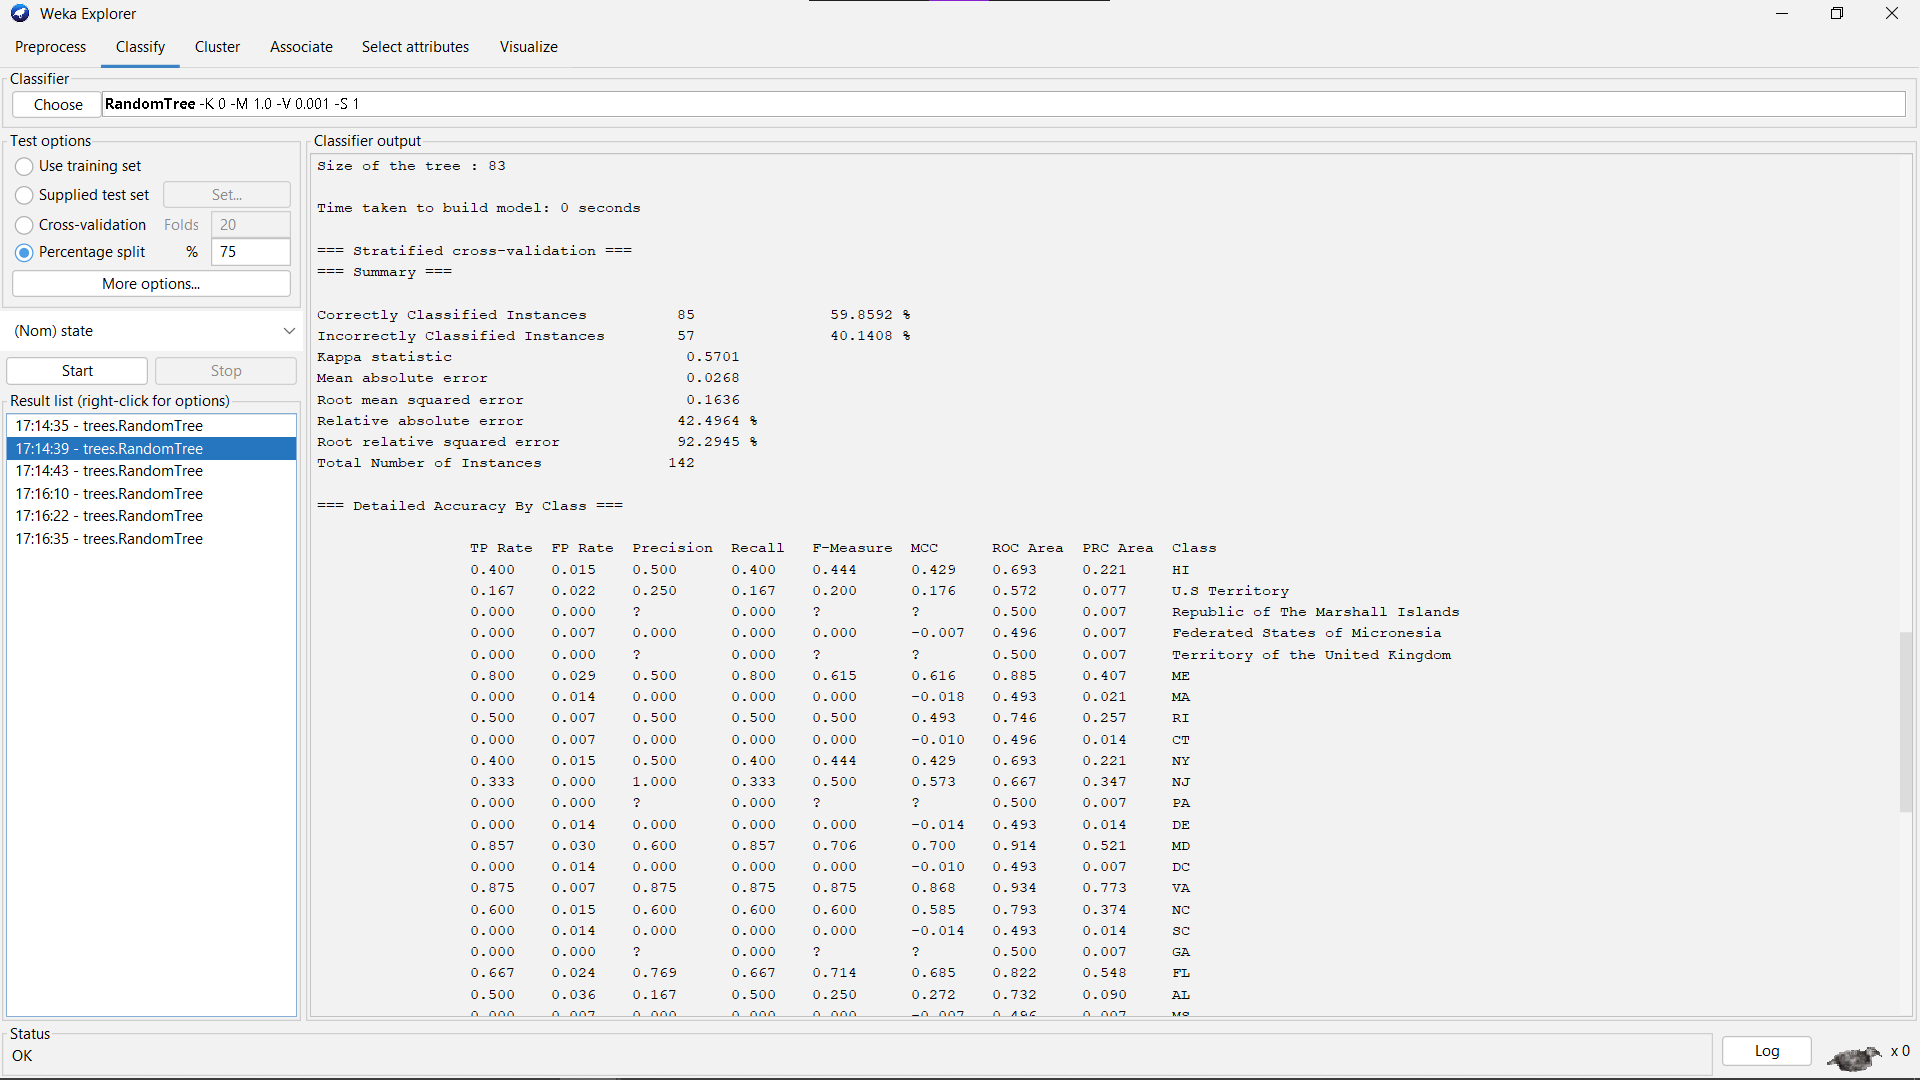 Weka Explorer
Preprocess Classify Cluster Associate Select attributes Visualize
Classifier
Choose RandomTree -K 0 -M 1.0 -V 0.001 -S 1
Test options
Use training set
Supplied test set Set...
Cross-validation Folds 20
Percentage split % 75
More options...
(Nom) state
Start Stop
Result list (right-click for options)
17:14:35 - trees.RandomTree
17:14:39 - trees.RandomTree
17:14:43 - trees.RandomTree
17:16:10 - trees.RandomTree
17:16:22 - trees.RandomTree
17:16:35 - trees.RandomTree
Classifier output
Size of the tree : 83
Time taken to build model: 0 seconds
=== Stratified cross-validation ===
=== Summary ===
Correctly Classified Instances 85 59.8592 %
Incorrectly Classified Instances 57 40.1408 %
Kappa statistic 0.5701
Mean absolute error 0.0268
Root mean squared error 0.1636
Relative absolute error 42.4964 %
Root relative squared error 92.2945 %
Total Number of Instances 142
=== Detailed Accuracy By Class ===
TP Rate FP Rate Precision Recall F-Measure MCC ROC Area PRC Area Class
0.400 0.015 0.500 0.400 0.444 0.429 0.693 0.221 HI
0.167 0.022 0.250 0.167 0.200 0.176 0.572 0.077 U.S Territory
0.000 0.000 ? 0.000 ? ? 0.500 0.007 Republic of The Marshall Islands
0.000 0.007 0.000 0.000 0.000 -0.007 0.496 0.007 Federated States of Micronesia
0.000 0.000 ? 0.000 ? ? 0.500 0.007 Territory of the United Kingdom
0.800 0.029 0.500 0.800 0.615 0.616 0.885 0.407 ME
0.000 0.014 0.000 0.000 0.000 -0.018 0.493 0.021 MA
0.500 0.007 0.500 0.500 0.500 0.493 0.746 0.257 RI
0.000 0.007 0.000 0.000 0.000 -0.010 0.496 0.014 CT
0.400 0.015 0.500 0.400 0.444 0.429 0.693 0.221 NY
0.333 0.000 1.000 0.333 0.500 0.573 0.667 0.347 NJ
0.000 0.000 ? 0.000 ? ? 0.500 0.007 PA
0.000 0.014 0.000 0.000 0.000 -0.014 0.493 0.014 DE
0.857 0.030 0.600 0.857 0.706 0.700 0.914 0.521 MD
0.000 0.014 0.000 0.000 0.000 -0.010 0.493 0.007 DC
0.875 0.007 0.875 0.875 0.875 0.868 0.934 0.773 VA
0.600 0.015 0.600 0.600 0.600 0.585 0.793 0.374 NC
0.000 0.014 0.000 0.000 0.000 -0.014 0.493 0.014 SC
0.000 0.000 ? 0.000 ? ? 0.500 0.007 GA
0.667 0.024 0.769 0.667 0.714 0.685 0.822 0.548 FL
0.500 0.036 0.167 0.500 0.250 0.272 0.732 0.090 AL
0.000 0.007 0.000 0.000 0.000 -0.007 0.496 0.007 MS
Status
OK
Log x 0